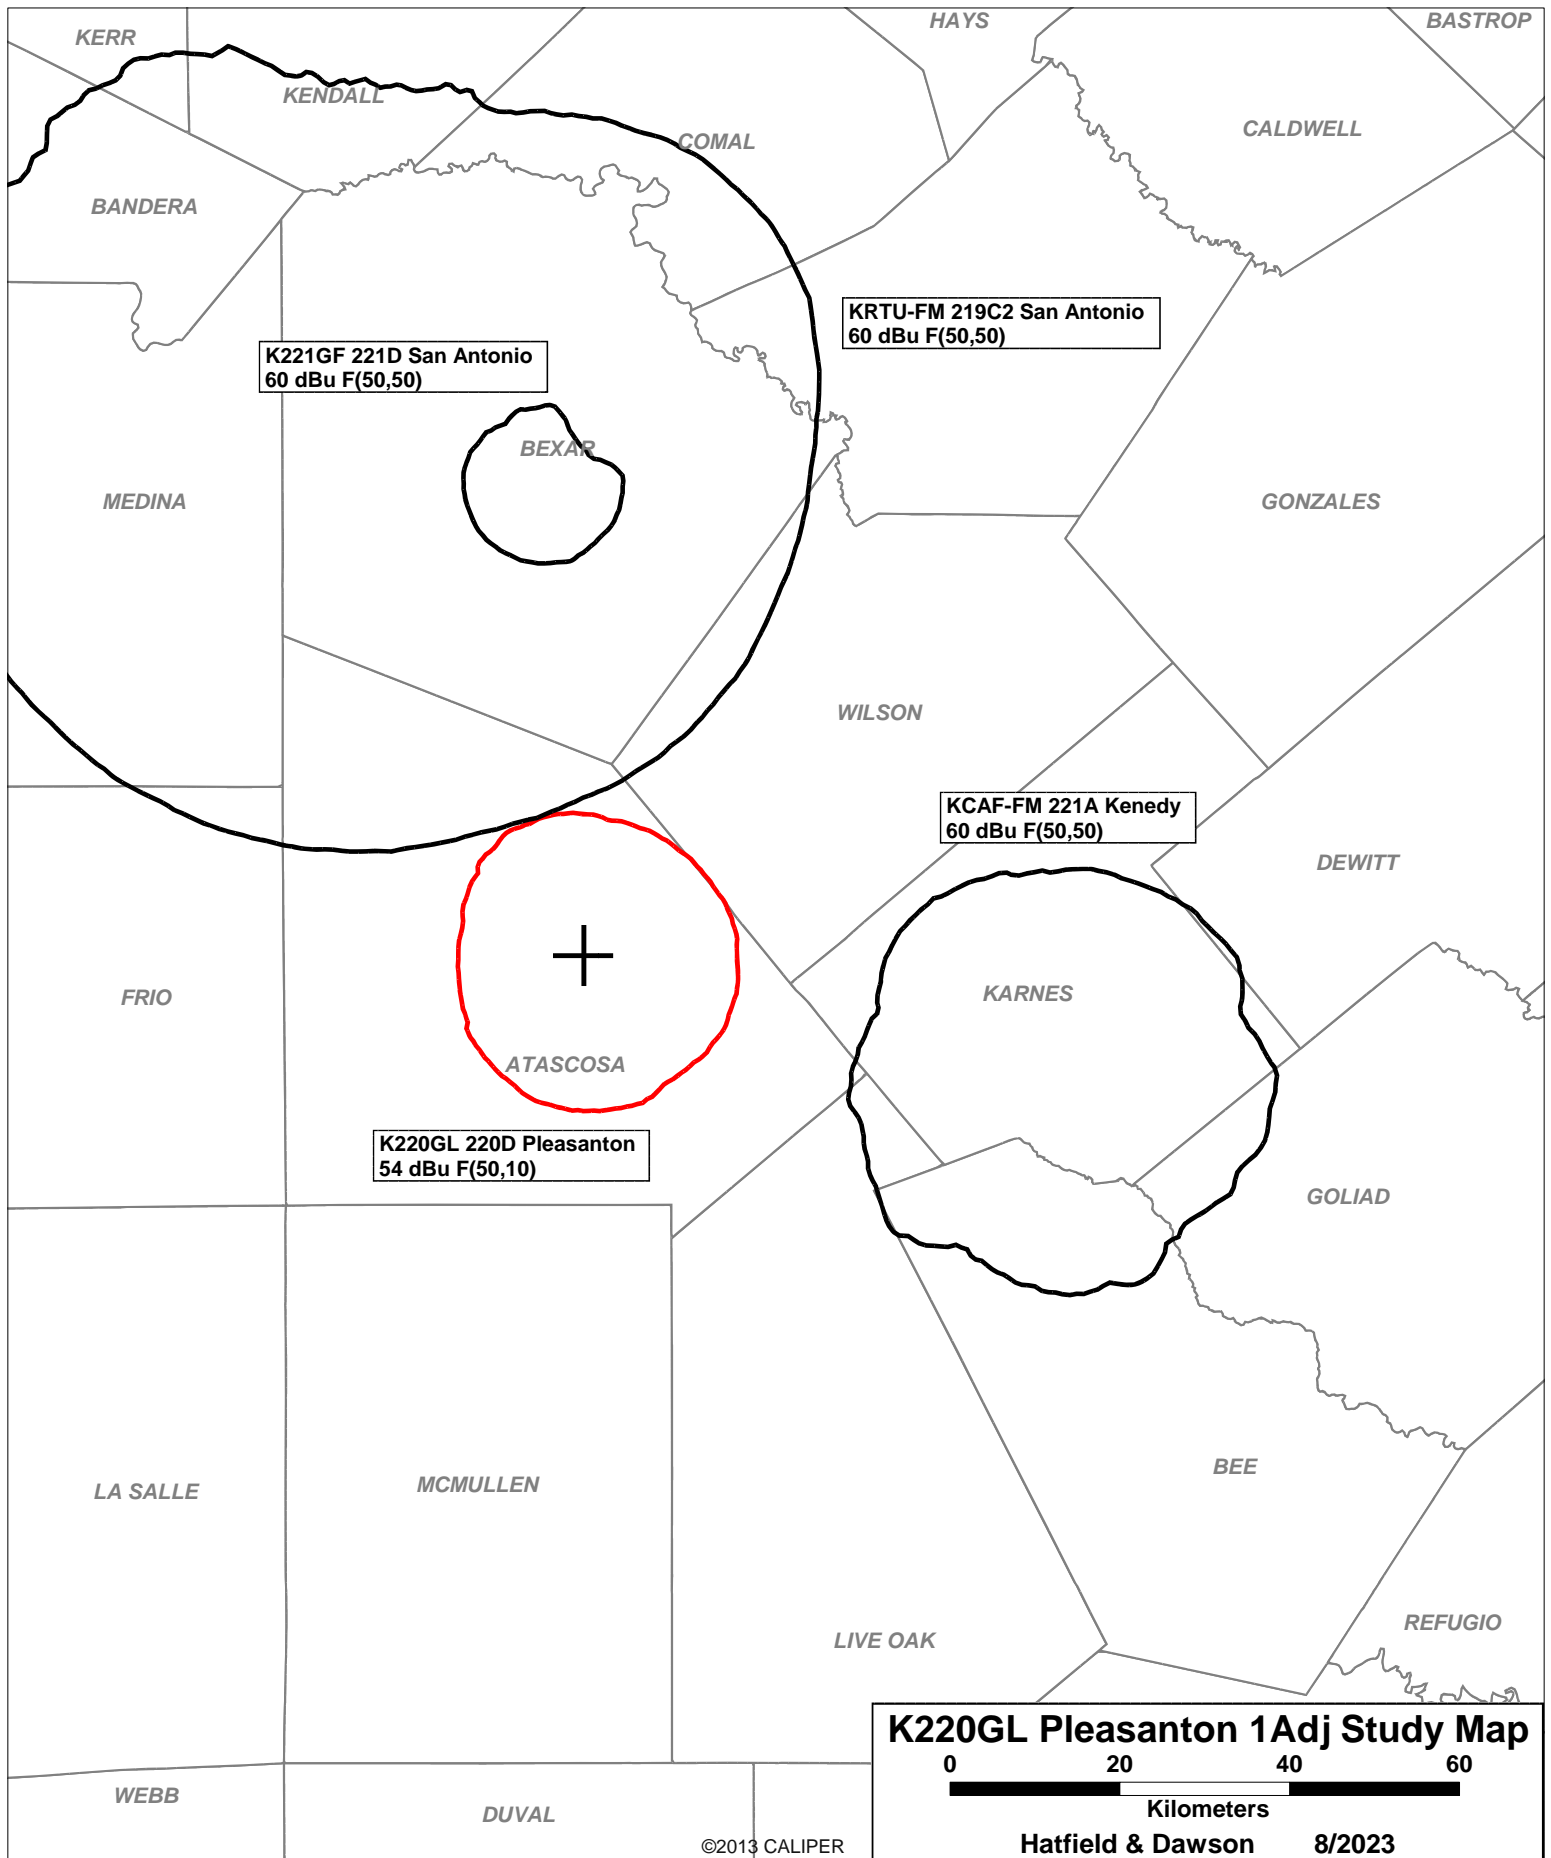 KERR
HAYS
BASTROP
KENDALL
COMAL
CALDWELL
BANDERA
KRTU-FM 219C2 San Antonio
60 dBu F(50,50)
K221GF 221D San Antonio
60 dBu F(50,50)
BEXAR
MEDINA
GONZALES
WILSON
KCAF-FM 221A Kenedy
60 dBu F(50,50)
DEWITT
FRIO
KARNES
ATASCOSA
K220GL 220D Pleasanton
54 dBu F(50,10)
GOLIAD
LA SALLE
MCMULLEN
BEE
LIVE OAK
REFUGIO
WEBB
DUVAL
K220GL Pleasanton 1Adj Study Map
0 20 40 60
Kilometers
Hatfield & Dawson 8/2023
©2013 CALIPER